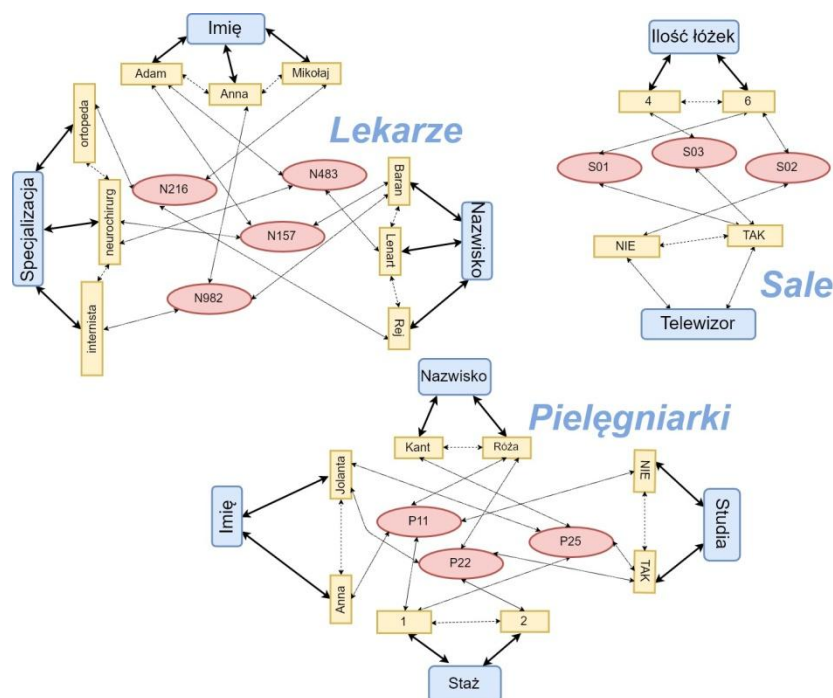 Imię
Adam
Anna
Mikołaj
Lekarze
ortopeda
neurochirurg
internista
Specjalizacja
N216
N483
N157
N982
Baran
Lenart
Rej
Nazwisko
Ilość łóżek
4
6
S01
S03
S02
NIE
TAK
Sale
Telewizor
Nazwisko
Pielęgniarki
Kant
Róża
Imię
Jolanta
Anna
P11
P22
P25
NIE
TAK
Studia
1
2
Staż